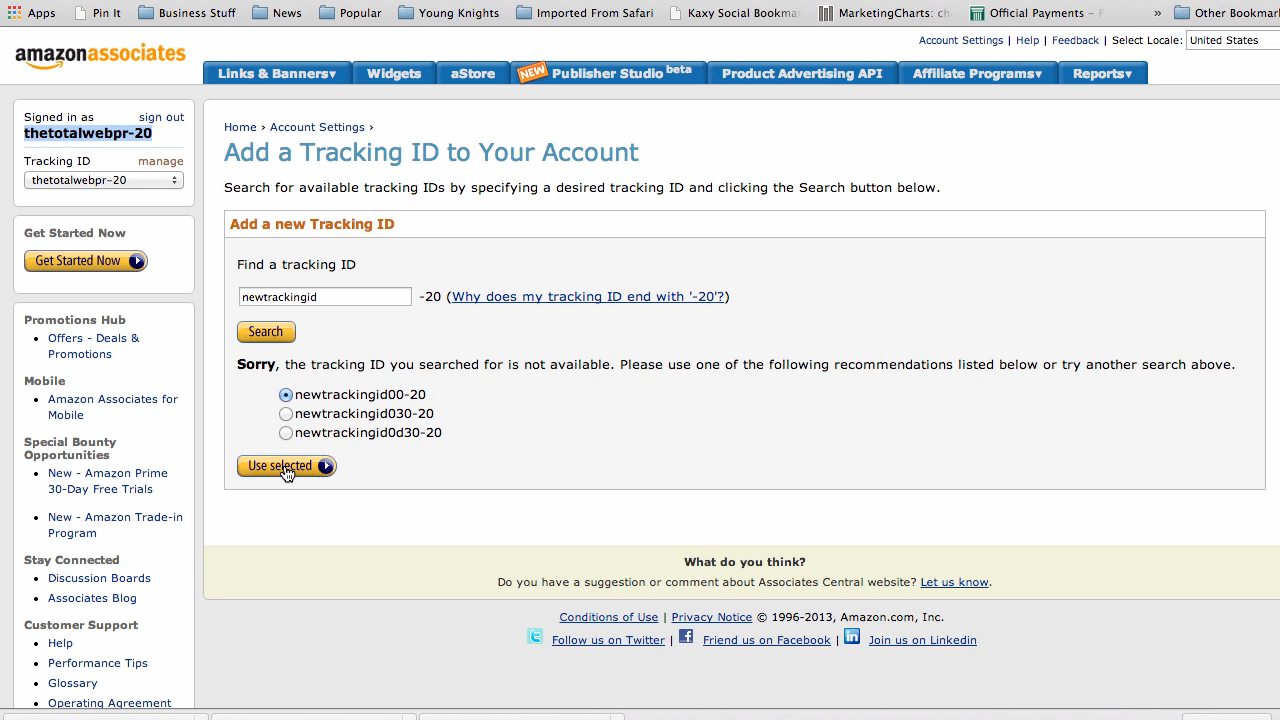 Apps Pin It Business Stuff News Popular Young Knights Imported From Safari Kaxy Social Bookma MarketingCharts: ch Official Payments – P » Other Bookmar
amazonassociates
Account Settings | Help | Feedback | Select Locale: United States
Links & Banners▾ Widgets aStore NEW Publisher Studio beta Product Advertising API Affiliate Programs▾ Reports▾
Signed in as sign out
thetotalwebpr-20
Tracking ID manage
thetotalwebpr-20
Get Started Now
Get Started Now
Promotions Hub
• Offers - Deals &
Promotions
Mobile
• Amazon Associates for
Mobile
Special Bounty
Opportunities
• New - Amazon Prime
30-Day Free Trials
• New - Amazon Trade-in
Program
Stay Connected
• Discussion Boards
• Associates Blog
Customer Support
• Help
• Performance Tips
• Glossary
• Operating Agreement
Home › Account Settings ›
Add a Tracking ID to Your Account
Search for available tracking IDs by specifying a desired tracking ID and clicking the Search button below.
Add a new Tracking ID
Find a tracking ID
newtrackingid -20 (Why does my tracking ID end with '-20'?)
Search
Sorry, the tracking ID you searched for is not available. Please use one of the following recommendations listed below or try another search above.
newtrackingid00-20
newtrackingid030-20
newtrackingid0d30-20
Use selected
What do you think?
Do you have a suggestion or comment about Associates Central website? Let us know.
Conditions of Use | Privacy Notice © 1996-2013, Amazon.com, Inc.
Follow us on Twitter | Friend us on Facebook | Join us on Linkedin